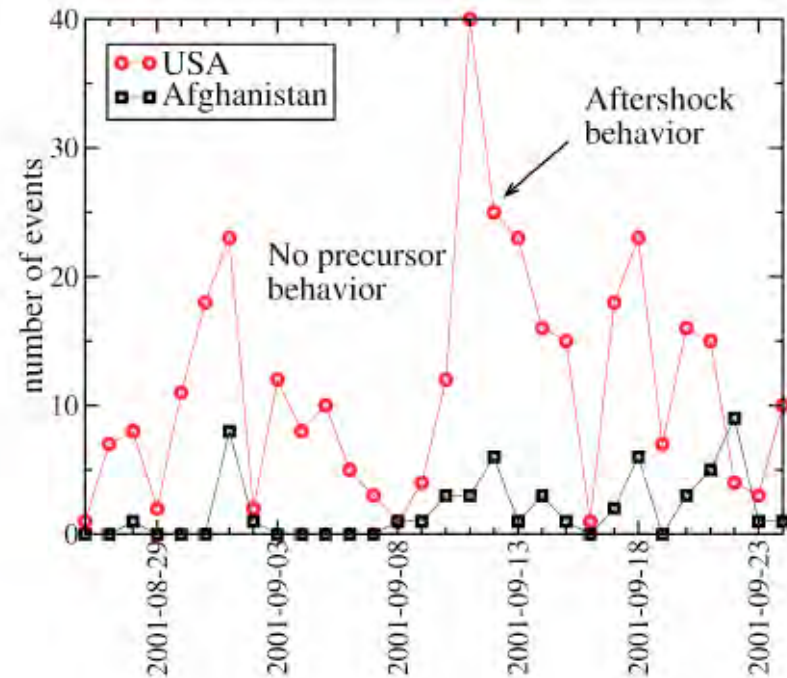 40
30
20
10
0
number of events
USA
Afghanistan
No precursor
behavior
Aftershock
behavior
2001-08-29
2001-09-03
2001-09-08
2001-09-13
2001-09-18
2001-09-23